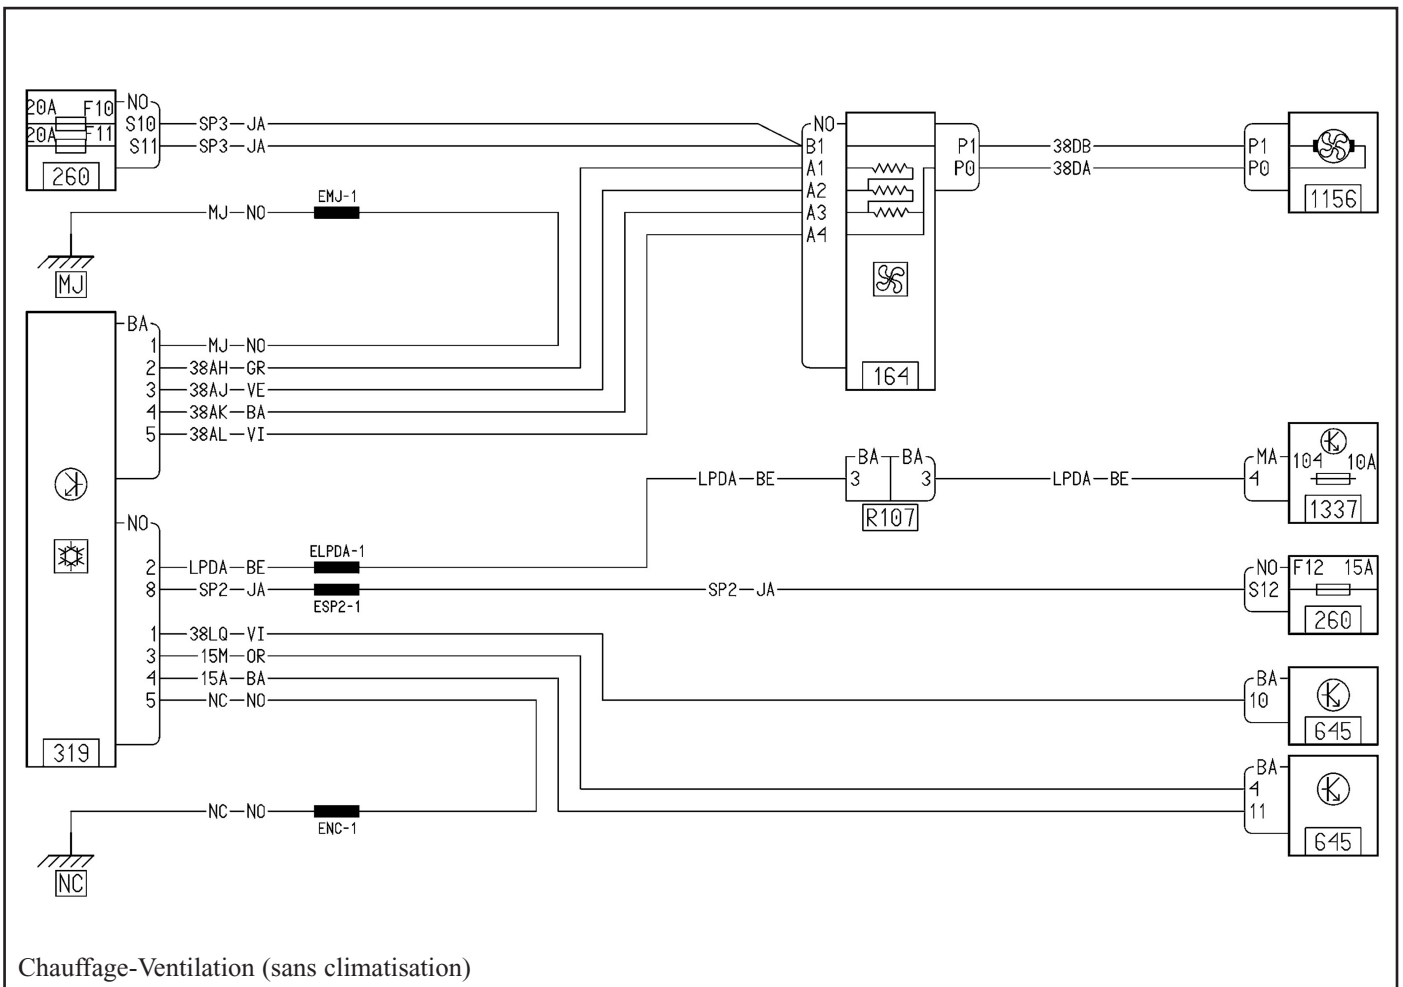 20A F10 NO
S10 SP3 JA
20A F11
S11 SP3 JA
260
NO
B1
A1
A2
A3
A4
P1 38DB P1
P0 38DA P0
1156
164
EMJ-1
MJ NO
MJ
BA
1 MJ NO
2 38AH GR
3 38AJ VE
4 38AK BA
5 38AL VI
BA BA
LPDA BE 3 3 LPDA BE
R107
MA 104 10A
4
1337
NO
ELPDA-1
2 LPDA BE
8 SP2 JA SP2 JA
ESP2-1
NO F12 15A
S12
260
1 38LQ VI
3 15M OR
4 15A BA
5 NC NO
319
BA
10
645
BA
4
11
645
NC NO
ENC-1
NC
Chauffage-Ventilation (sans climatisation)